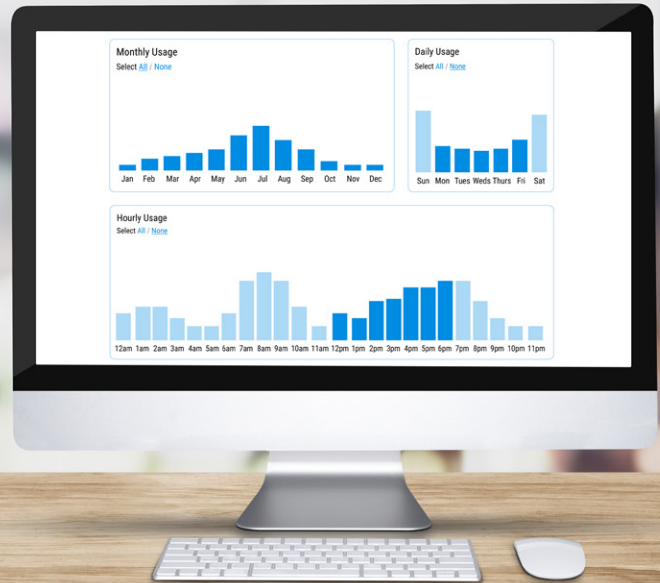 Monthly Usage
Select All / None
Jan Feb Mar Apr May Jun Jul Aug Sep Oct Nov Dec
Daily Usage
Select All / None
Sun Mon Tues Weds Thurs Fri Sat
Hourly Usage
Select All / None
12am 1am 2am 3am 4am 5am 6am 7am 8am 9am 10am 11am 12pm 1pm 2pm 3pm 4pm 5pm 6pm 7pm 8pm 9pm 10pm 11pm